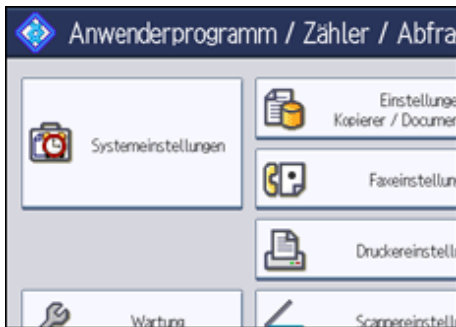 Anwenderprogramm / Zähler / Abfra
Systemeinstellungen
Einstellunge
Kopierer / Documen
Faxeinstellun
Druckereinstell
Wartung
Scannereinstell